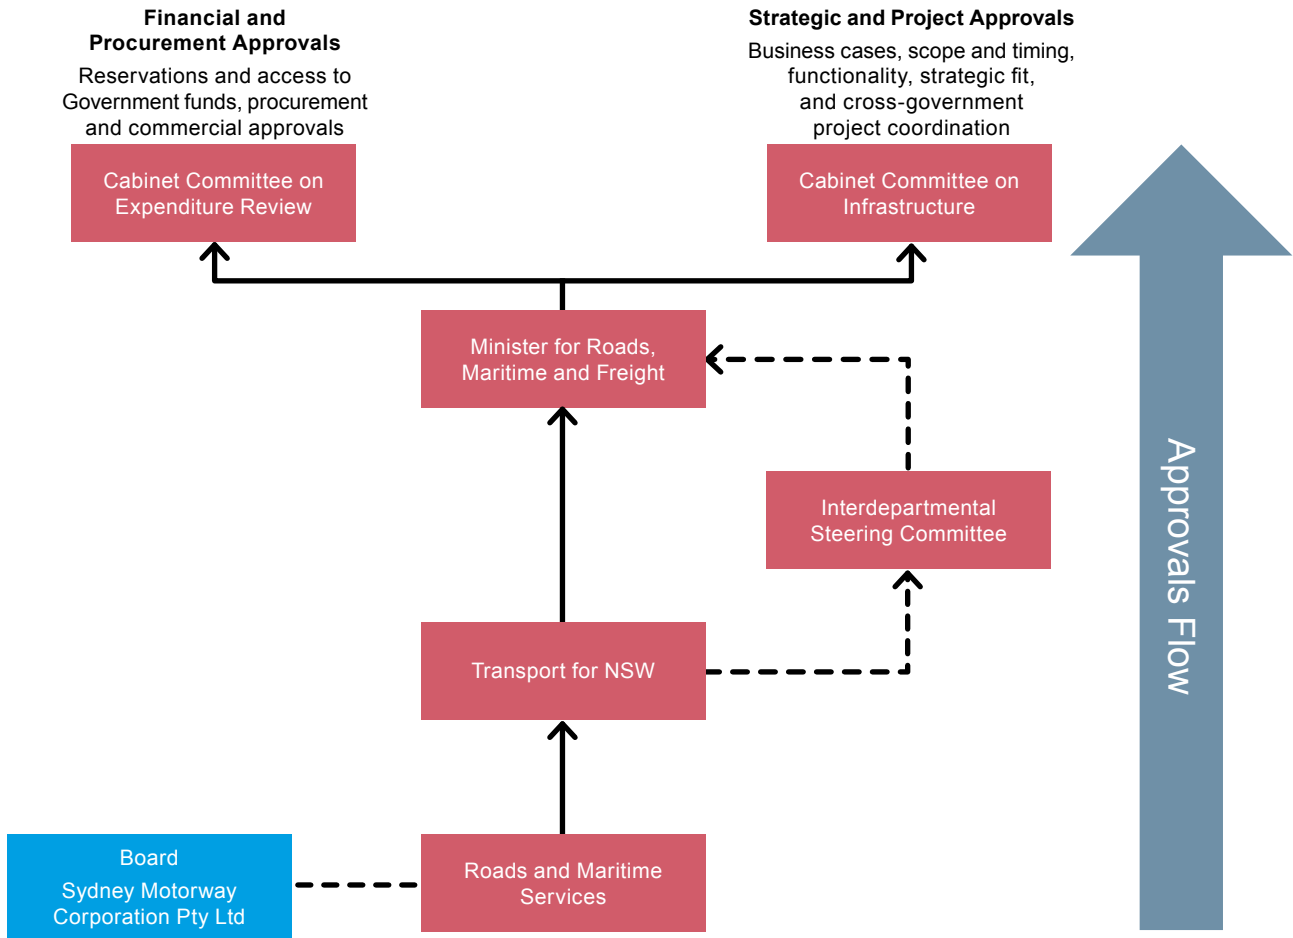 Financial and
Procurement Approvals
Reservations and access to
Government funds, procurement
and commercial approvals
Strategic and Project Approvals
Business cases, scope and timing,
functionality, strategic fit,
and cross-government
project coordination
Cabinet Committee on
Expenditure Review
Cabinet Committee on
Infrastructure
Minister for Roads,
Maritime and Freight
Interdepartmental
Steering Committee
Approvals Flow
Transport for NSW
Board
Sydney Motorway
Corporation Pty Ltd
Roads and Maritime
Services